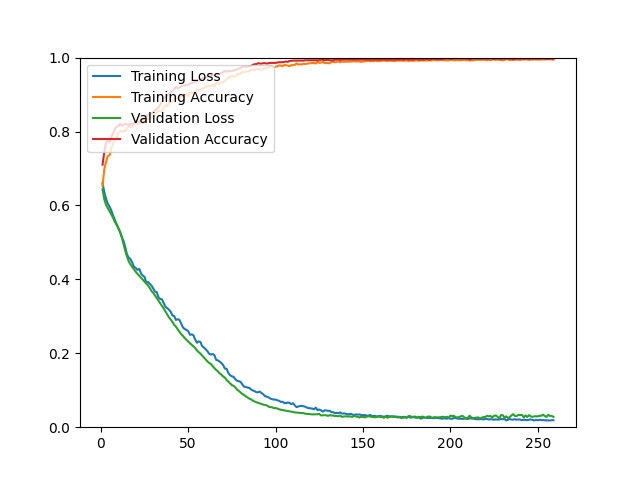 1.0
0.8
0.6
0.4
0.2
0.0
0 50 100 150 200 250
Training Loss
Training Accuracy
Validation Loss
Validation Accuracy